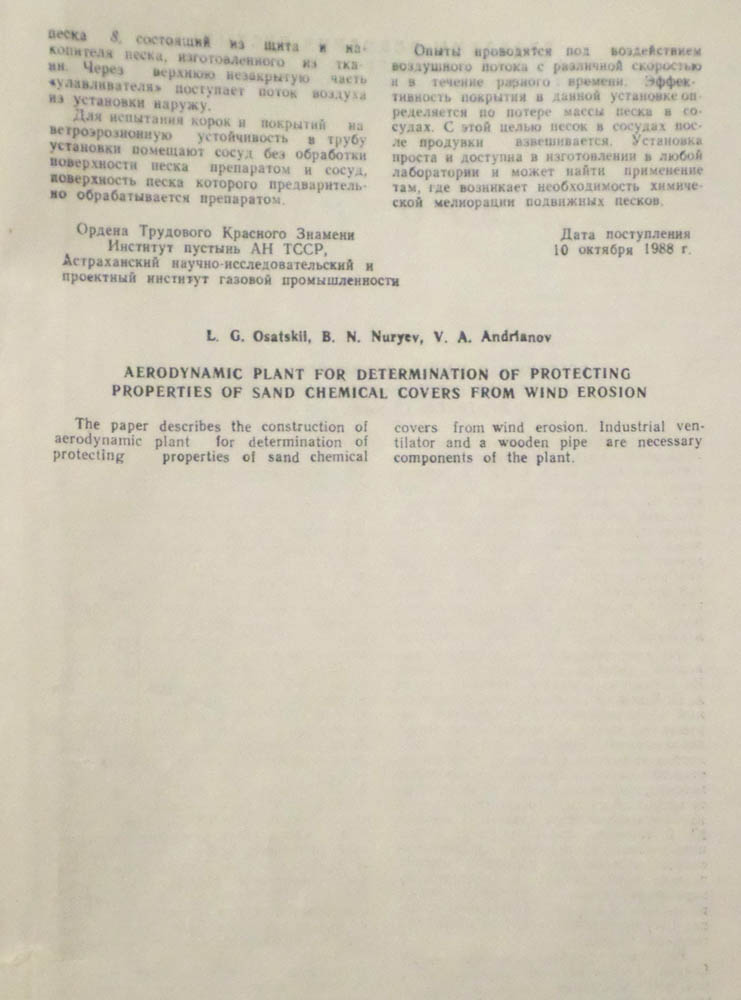 песка 8, состоящий из щита и на-
копителя песка, изготовленного из тка-
ни. Через верхнюю незакрытую часть
«улавливателя» поступает поток воздуха
из установки наружу.
Для испытания корок и покрытий на
ветроэрозионную устойчивость в трубу
установки помещают сосуд без обработки
поверхности песка препаратом и сосуд,
поверхность песка которого предваритель-
но обрабатывается препаратом.
Опыты проводятся под воздействием
воздушного потока с различной скоростью
и в течение разного времени. Эффек-
тивность покрытия в данной установке оп-
ределяется по потере массы песка в со-
судах. С этой целью песок в сосудах пос-
ле продувки взвешивается. Установка
проста и доступна в изготовлении в любой
лаборатории и может найти применение
там, где возникает необходимость химиче-
ской мелиорации подвижных песков.
Ордена Трудового Красного Знамени
Институт пустынь АН ТССР,
Астраханский научно-исследовательский и
проектный институт газовой промышленности
Дата поступления
10 октября 1988 г.
L. G. Osatskii, B. N. Nuryev, V. A. Andrianov
AERODYNAMIC PLANT FOR DETERMINATION OF PROTECTING
PROPERTIES OF SAND CHEMICAL COVERS FROM WIND EROSION
The paper describes the construction of
aerodynamic plant for determination of
protecting properties of sand chemical
covers from wind erosion. Industrial ven-
tilator and a wooden pipe are necessary
components of the plant.